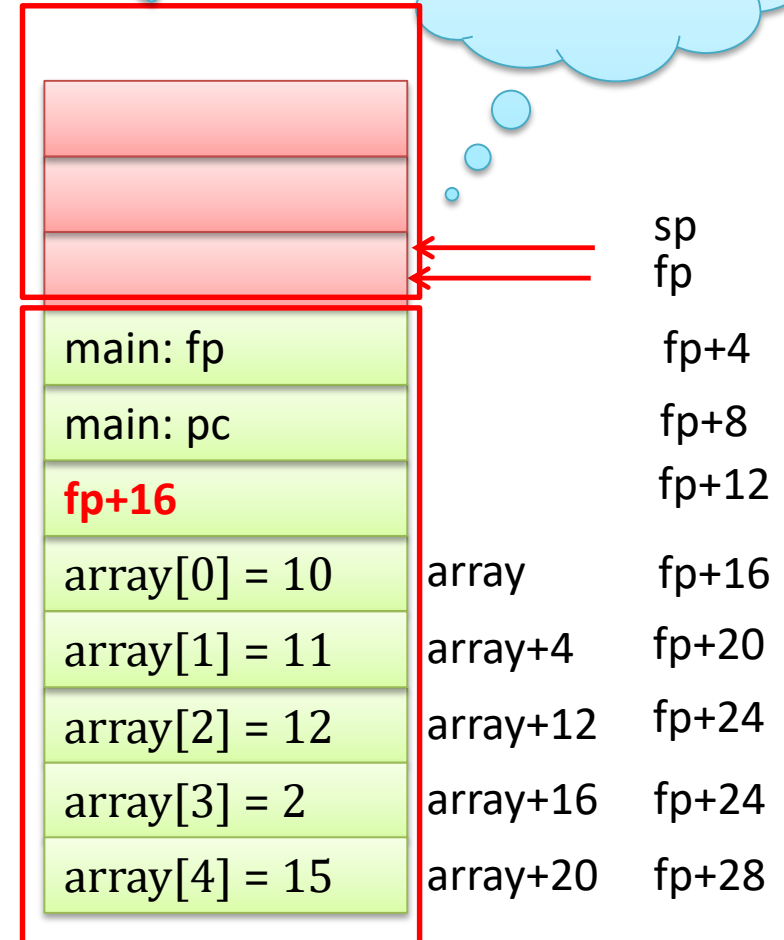 sp
fp
main: fp fp+4
main: pc fp+8
fp+16 fp+12
array[0] = 10 array fp+16
array[1] = 11 array+4 fp+20
array[2] = 12 array+12 fp+24
array[3] = 2 array+16 fp+24
array[4] = 15 array+20 fp+28